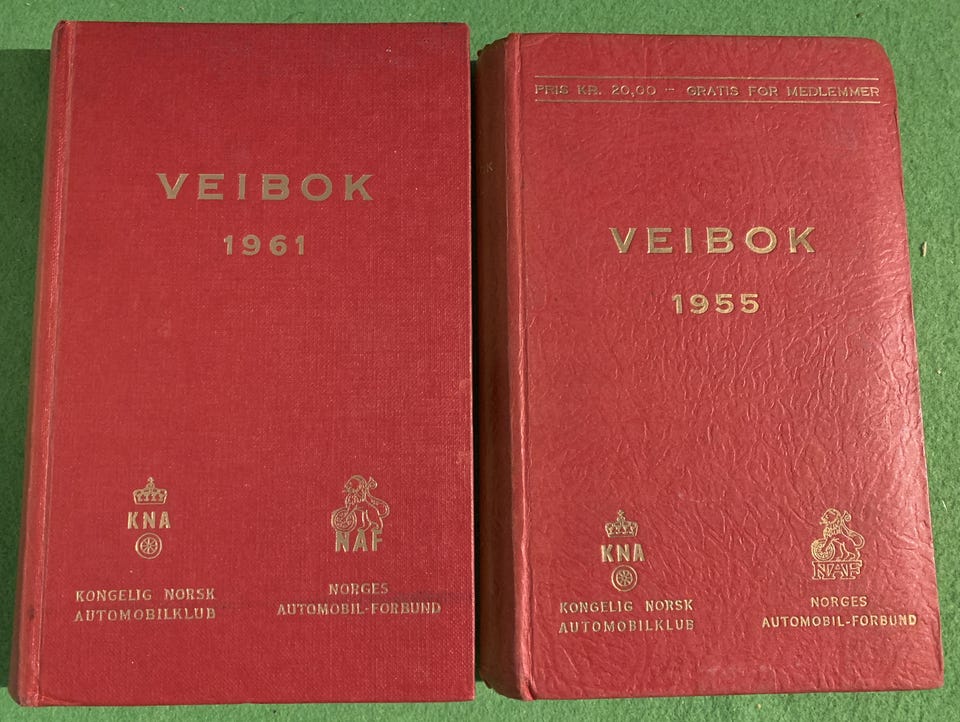 VEIBOK
1961
KNA
KONGELIG NORSK
AUTOMOBILKLUB
NAF
NORGES
AUTOMOBIL-FORBUND
PRIS KR. 20,00 - GRATIS FOR MEDLEMMER
VEIBOK
1955
KNA
KONGELIG NORSK
AUTOMOBILKLUB
NAF
NORGES
AUTOMOBIL-FORBUND